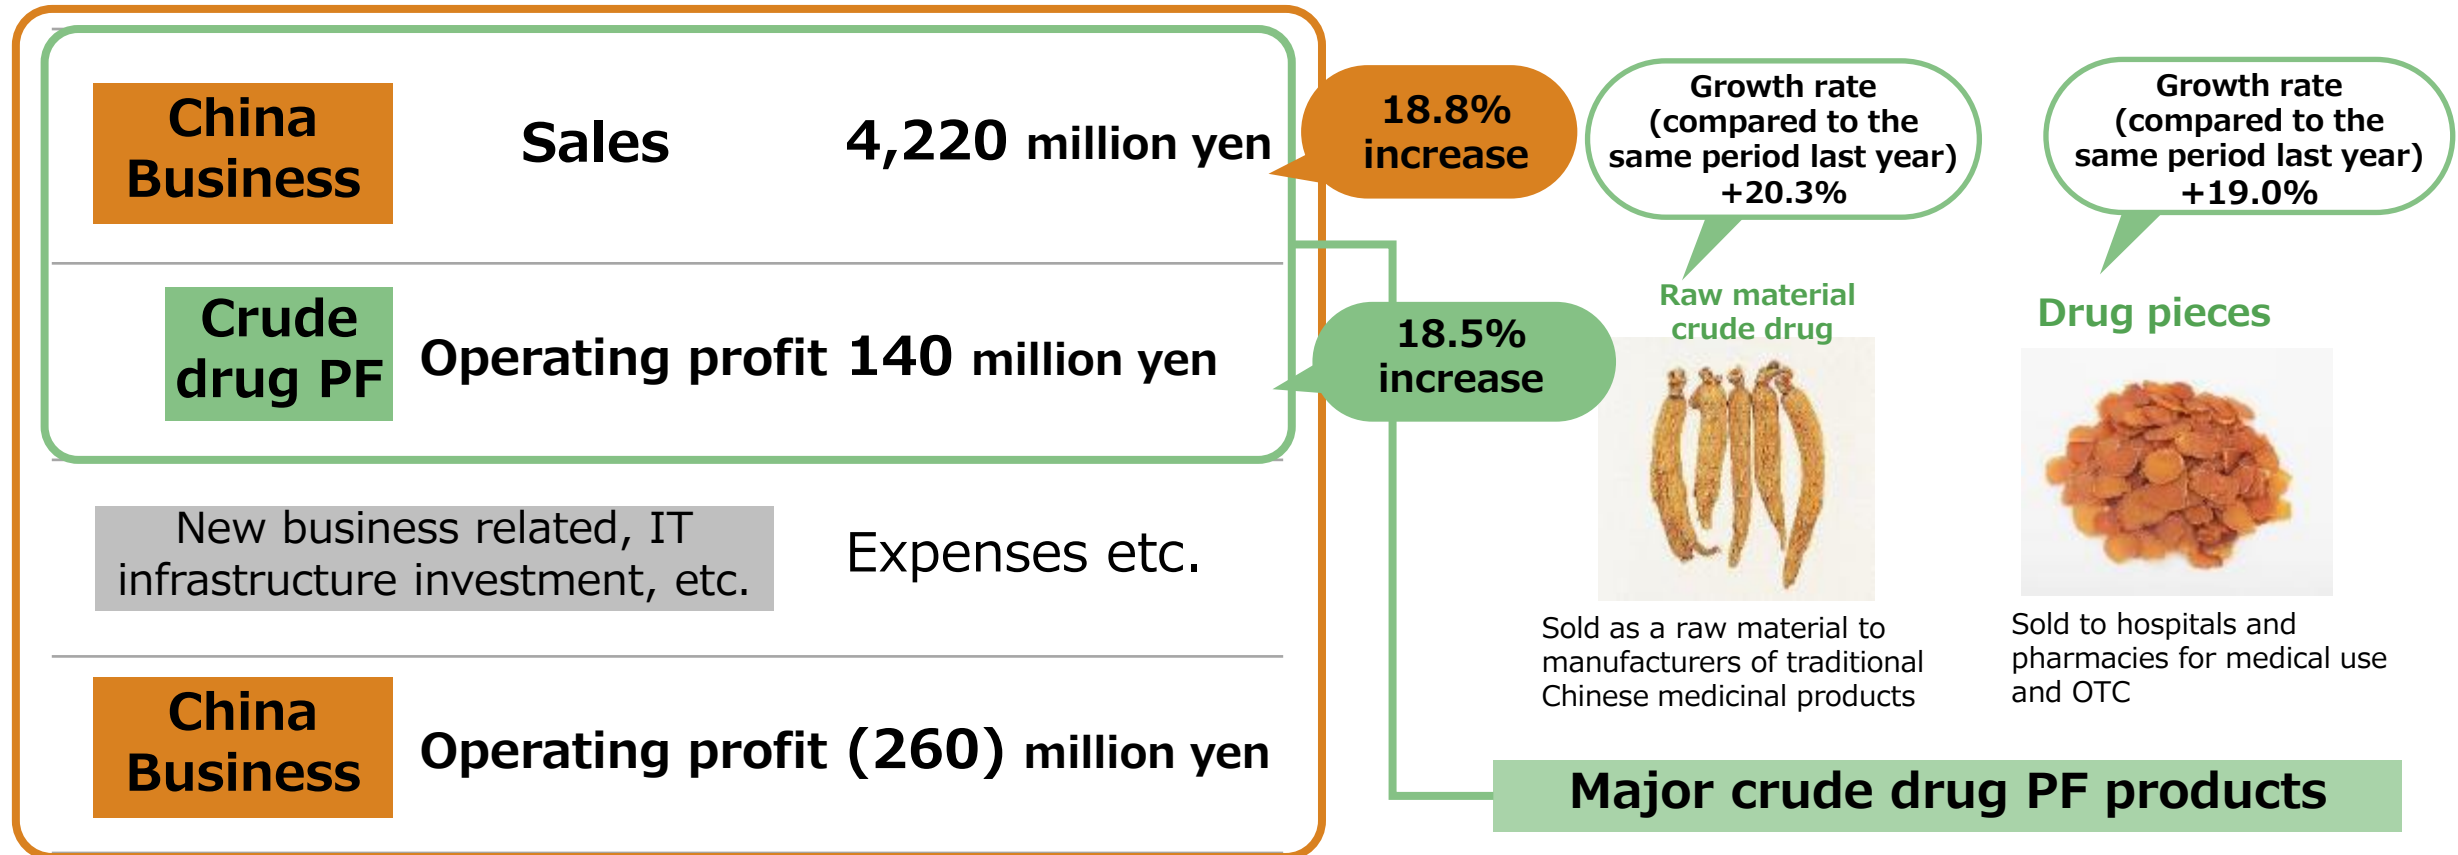 China
Business
Sales
4,220 million yen
18.8%
increase
Crude
drug PF
Operating profit 140 million yen
18.5%
increase
New business related, IT
infrastructure investment, etc.
Expenses etc.
China
Business
Operating profit (260) million yen
Growth rate
(compared to the
same period last year)
+20.3%
Raw material
crude drug
Sold as a raw material to
manufacturers of traditional
Chinese medicinal products
Growth rate
(compared to the
same period last year)
+19.0%
Drug pieces
Sold to hospitals and
pharmacies for medical use
and OTC
Major crude drug PF products